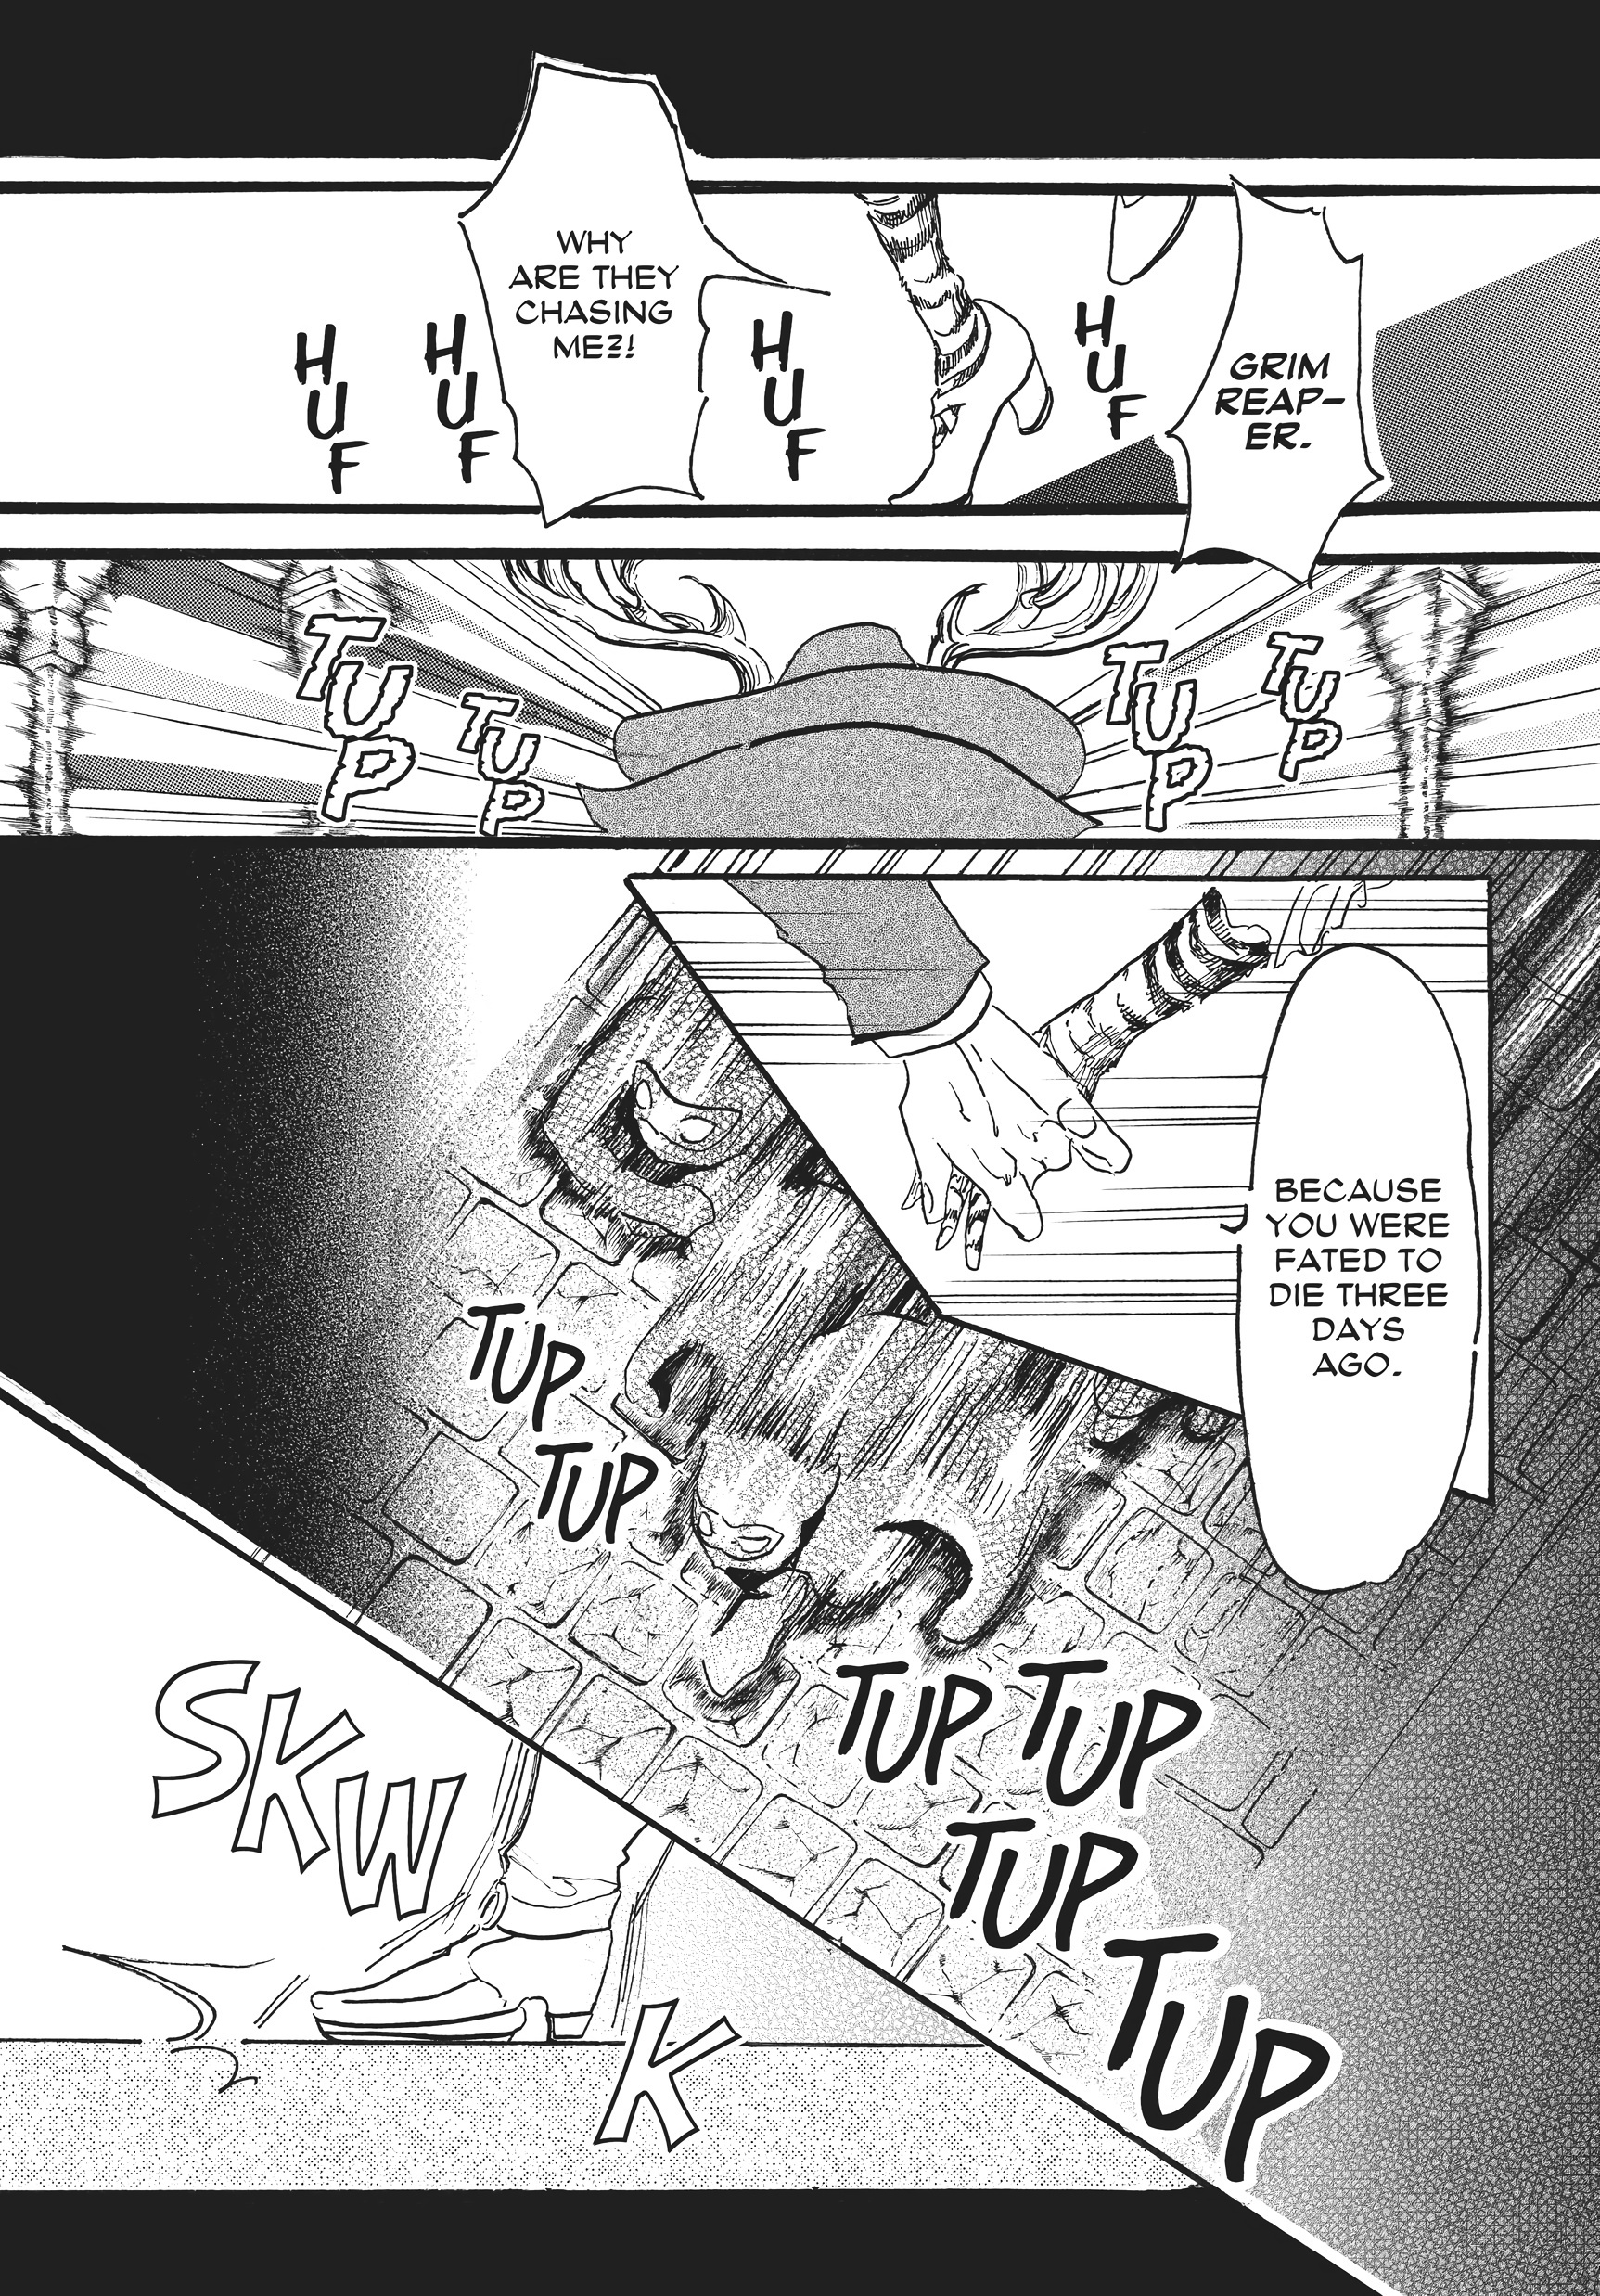 GRIM
REAP-
ER.
HUF
HUF
WHY
ARE THEY
CHASING
ME?!
HUF
HUF
TUP
TUP
TUP
TUP
BECAUSE
YOU WERE
FATED TO
DIE THREE
DAYS
AGO.
TUP
TUP
TUP
TUP
TUP
TUP
SKW
K